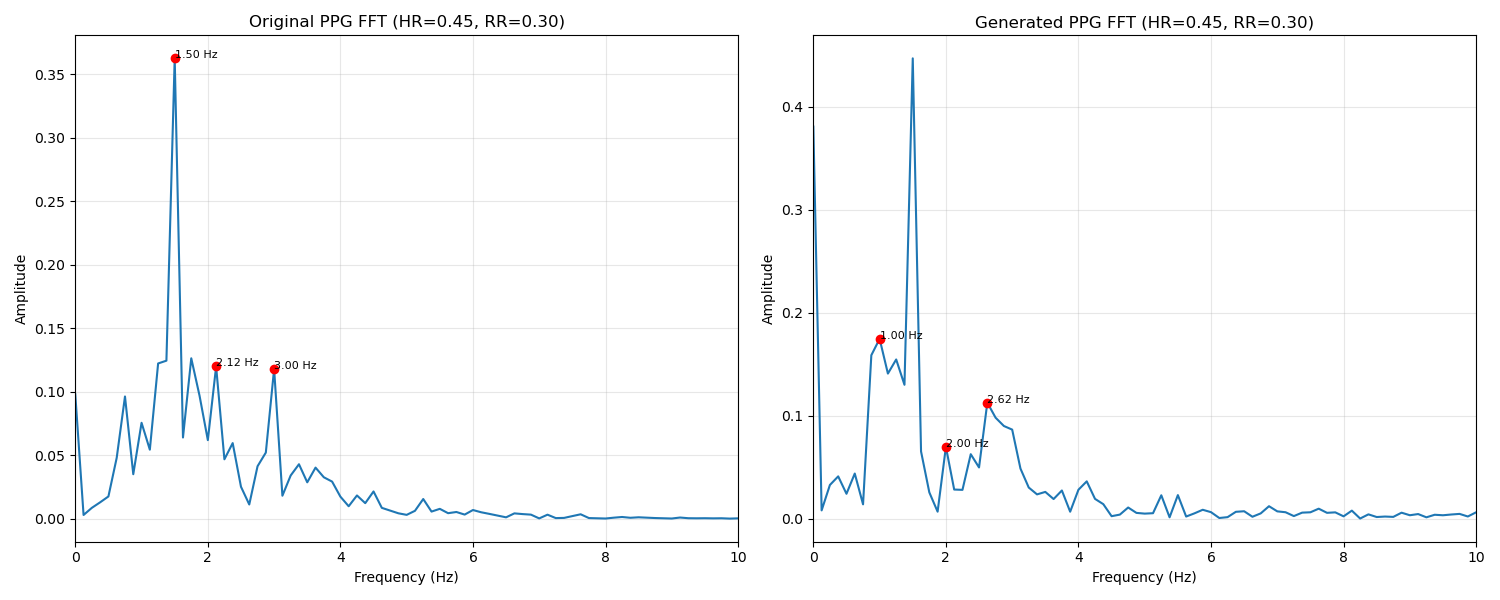 Original PPG FFT (HR=0.45, RR=0.30)
Amplitude
0.35
0.30
0.25
0.20
0.15
0.10
0.05
0.00
1.50 Hz
2.12 Hz
3.00 Hz
0
2
4
6
8
10
Frequency (Hz)
Generated PPG FFT (HR=0.45, RR=0.30)
Amplitude
0.4
0.3
0.2
0.1
0.0
1.00 Hz
2.62 Hz
2.00 Hz
0
2
4
6
8
10
Frequency (Hz)